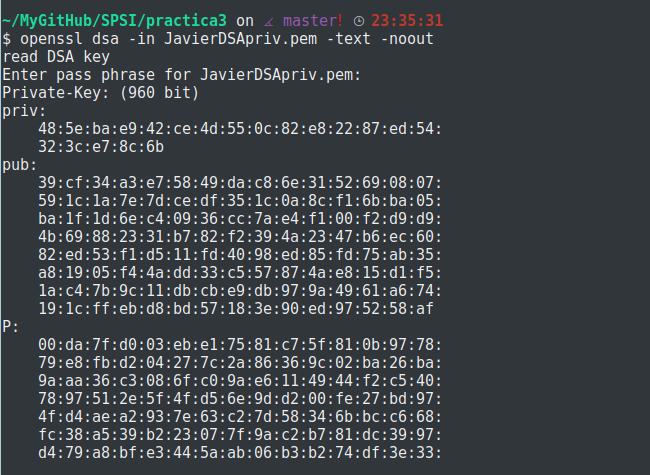 ~/MyGitHub/SPSI/practica3 on master! 23:35:31
$ openssl dsa -in JavierDSApriv.pem -text -noout
read DSA key
Enter pass phrase for JavierDSApriv.pem:
Private-Key: (960 bit)
priv:
48:5e:ba:e9:42:ce:4d:55:0c:82:e8:22:87:ed:54:
32:3c:e7:8c:6b
pub:
39:cf:34:a3:e7:58:49:da:c8:6e:31:52:69:08:07:
59:1c:1a:7e:7d:ce:df:35:1c:0a:8c:f1:6b:ba:05:
ba:1f:1d:6e:c4:09:36:cc:7a:e4:f1:00:f2:d9:d9:
4b:69:88:23:31:b7:82:f2:39:4a:23:47:b6:ec:60:
82:ed:53:f1:d5:11:fd:40:98:ed:85:fd:75:ab:35:
a8:19:05:f4:4a:dd:33:c5:57:87:4a:e8:15:d1:f5:
1a:c4:7b:9c:11:db:cb:e9:db:97:9a:49:61:a6:74:
19:1c:ff:eb:d8:bd:57:18:3e:90:ed:97:52:58:af
P:
00:da:7f:d0:03:eb:e1:75:81:c7:5f:81:0b:97:78:
79:e8:fb:d2:04:27:7c:2a:86:36:9c:02:ba:26:ba:
9a:aa:36:c3:08:6f:c0:9a:e6:11:49:44:f2:c5:40:
78:97:51:2e:5f:4f:d5:6e:9d:d2:00:fe:27:bd:97:
4f:d4:ae:a2:93:7e:63:c2:7d:58:34:6b:bc:c6:68:
fc:38:a5:39:b2:23:07:7f:9a:c2:b7:81:dc:39:97:
d4:79:a8:bf:e3:44:5a:ab:06:b3:b2:74:df:3e:33: